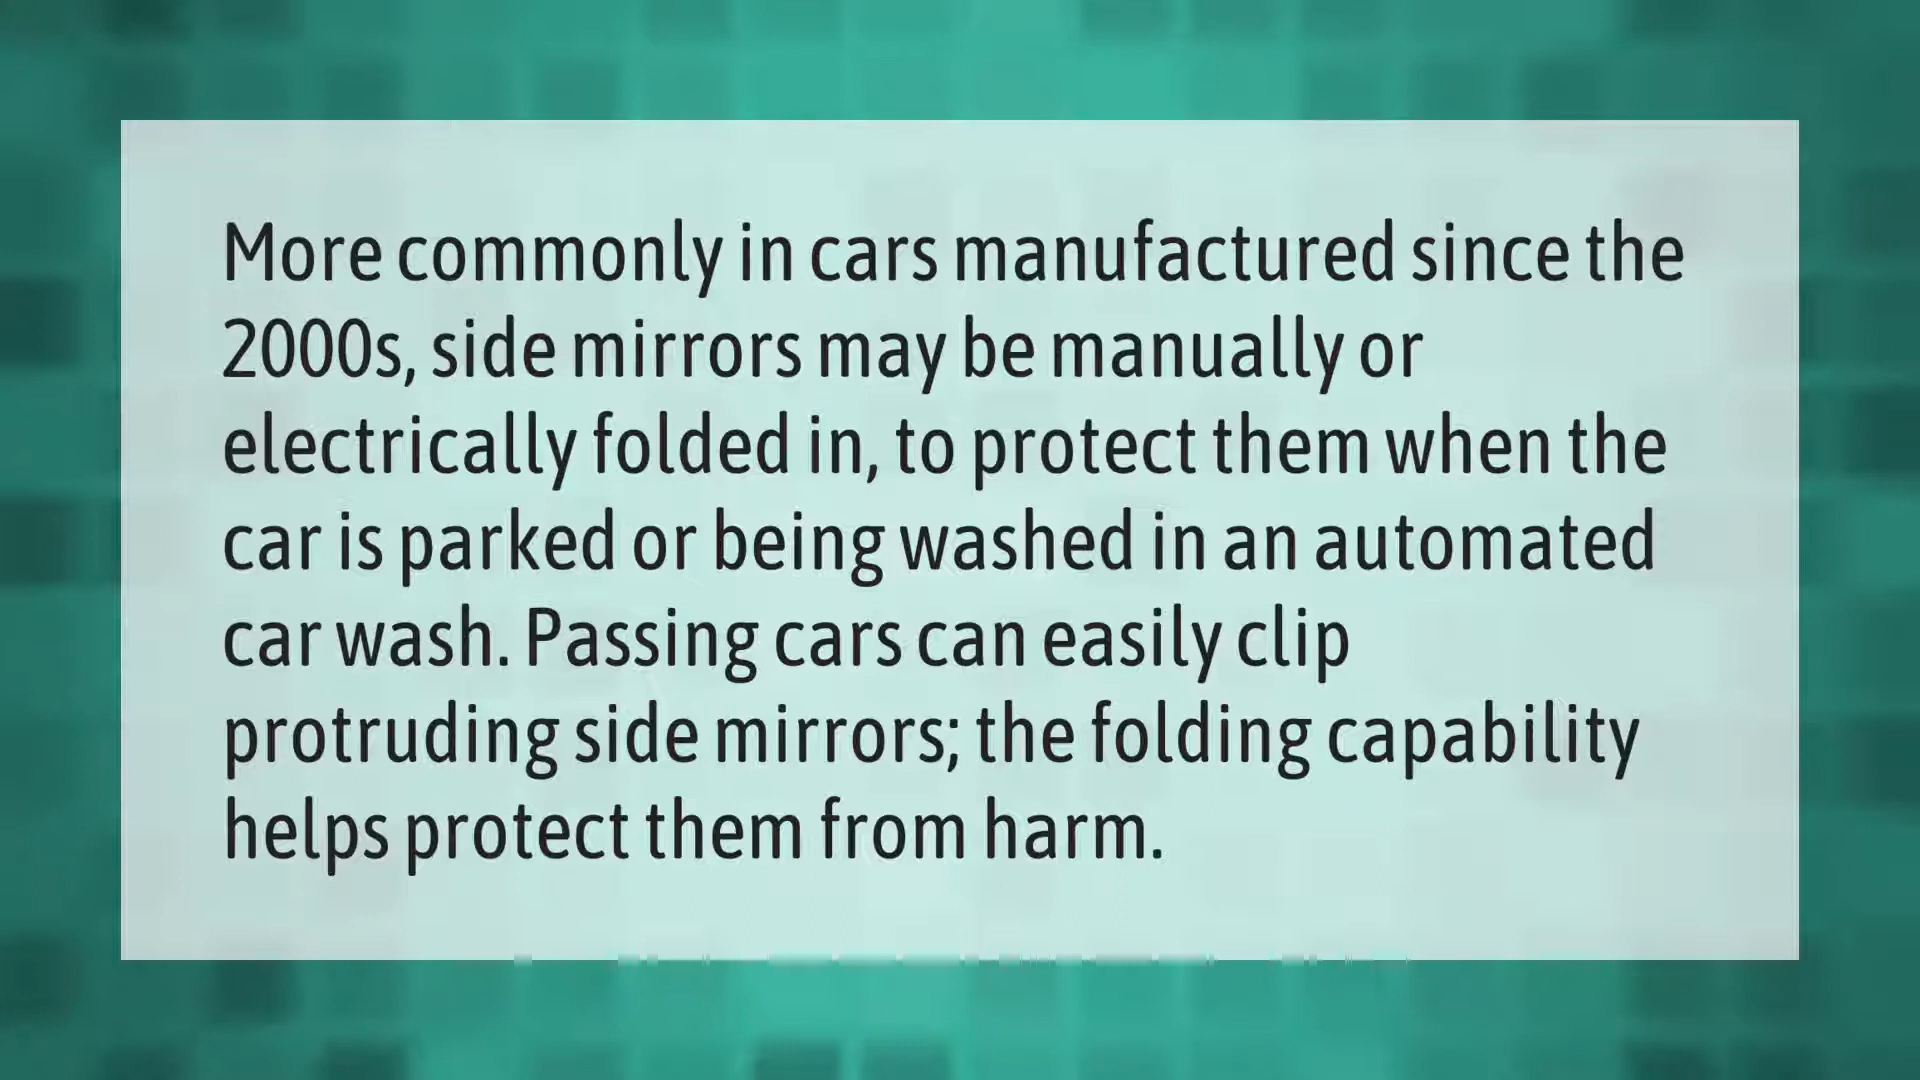 More commonly in cars manufactured since the
2000s, side mirrors may be manually or
electrically folded in, to protect them when the
car is parked or being washed in an automated
car wash. Passing cars can easily clip
protruding side mirrors; the folding capability
helps protect them from harm.